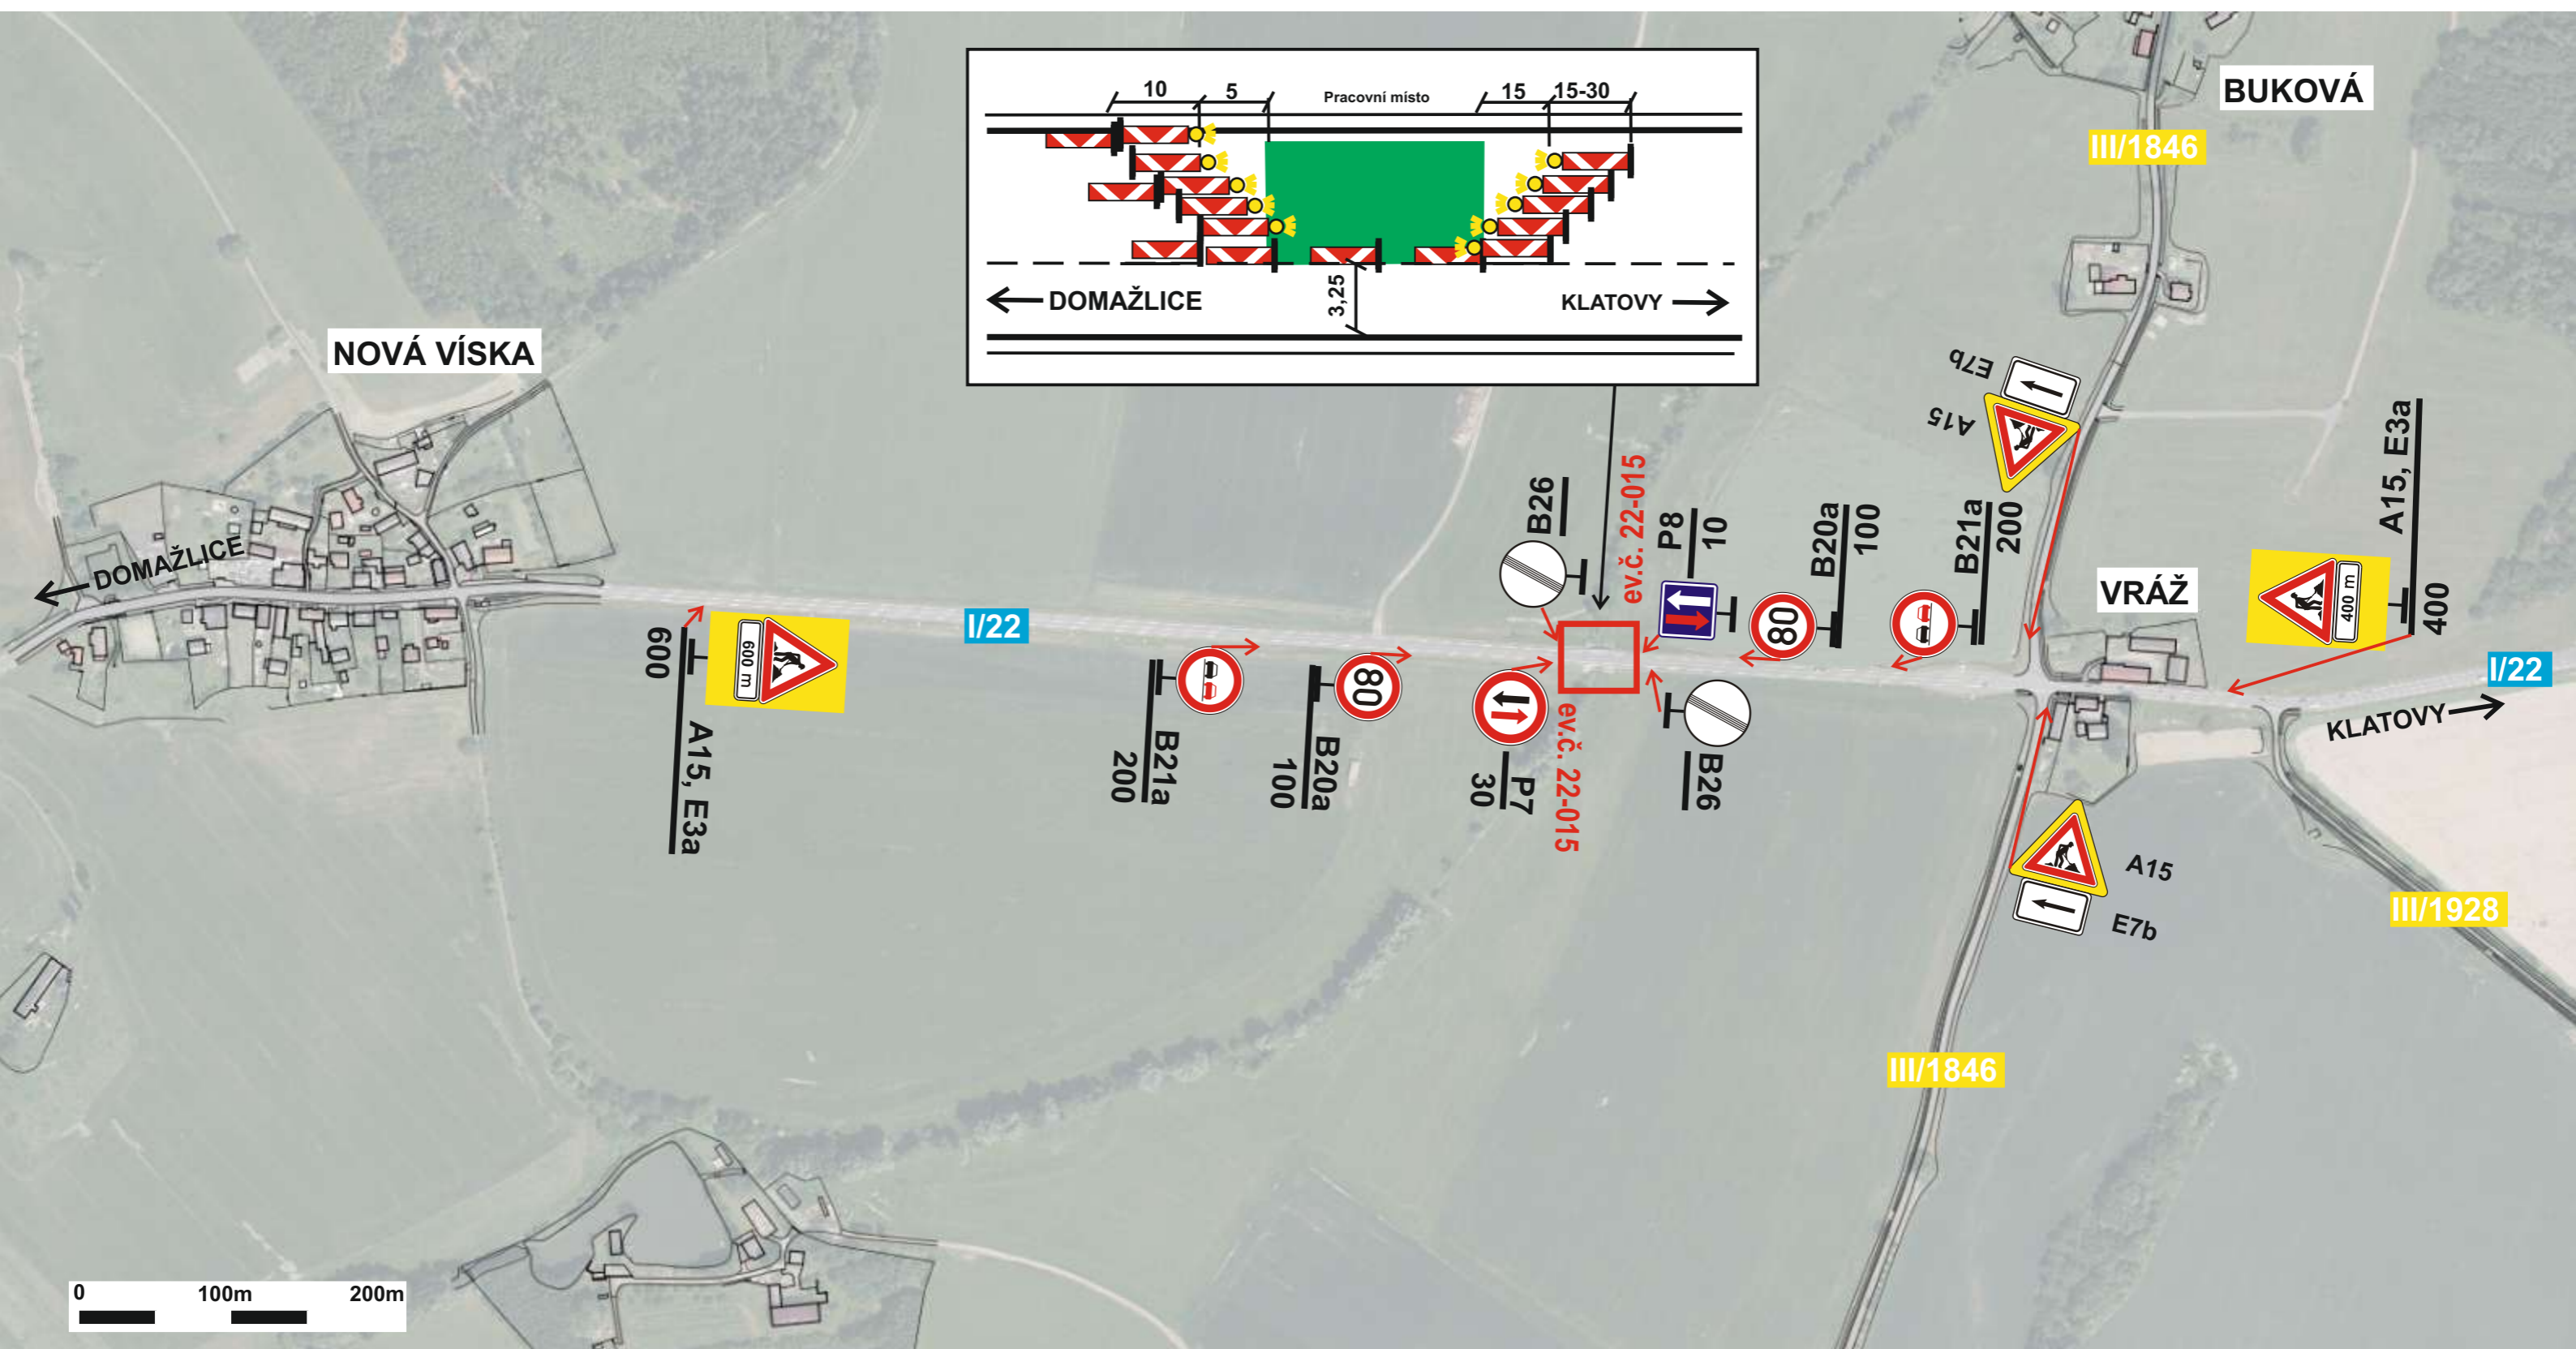 BUKOVÁ
III/1846
10
5
Pracovní místo
15
15-30
DOMAŽLICE
KLATOVY
3,25
NOVÁ VÍSKA
DOMAŽLICE
I/22
600
600 m
A15, E3a
B21a
200
B20a
100
80
P7
30
ev.č. 22-015
B26
B26
ev.č. 22-015
P8
10
B20a
100
80
B21a
200
E7b
A15
VRÁŽ
A15, E3a
400
400 m
I/22
KLATOVY
A15
E7b
III/1928
III/1846
0
100m
200m